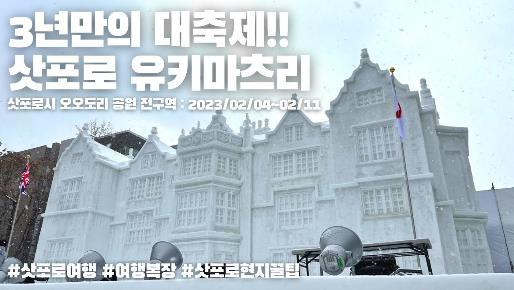 3년만의 대축제!!
삿포로 유키마츠리
삿포로시 오오도리 공원 전구역 : 2023/02/04~02/11
#삿포로여행 #여행복장 #삿포로현지꿀팁